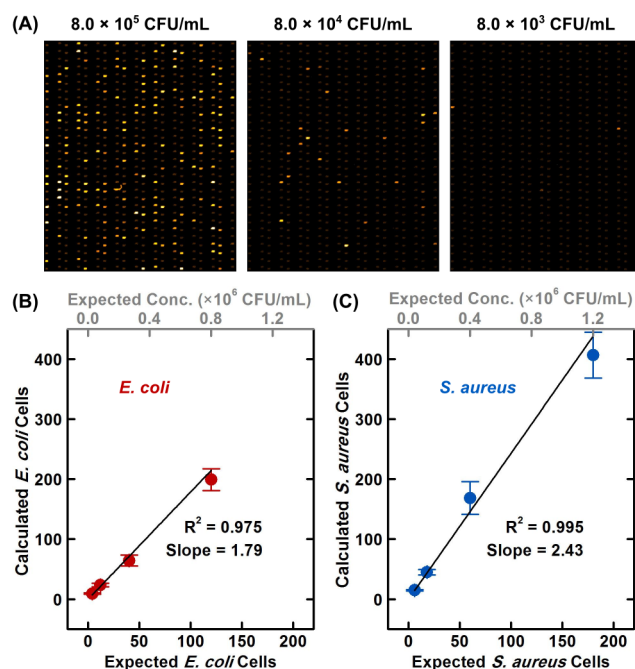 (A) 8.0 × 10⁵ CFU/mL 8.0 × 10⁴ CFU/mL 8.0 × 10³ CFU/mL
(B) Expected Conc. (×10⁶ CFU/mL) (C) Expected Conc. (×10⁶ CFU/mL)
0.0 0.4 0.8 1.2 0.0 0.4 0.8 1.2
Calculated E. coli Cells
400
300
200
100
0
E. coli
R² = 0.975
Slope = 1.79
0 50 100 150 200
Expected E. coli Cells
Calculated S. aureus Cells
400
300
200
100
0
S. aureus
R² = 0.995
Slope = 2.43
0 50 100 150 200
Expected S. aureus Cells